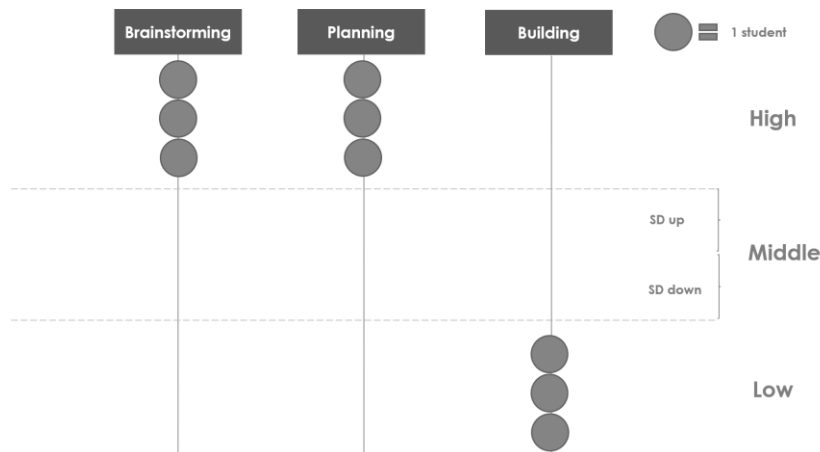 Brainstorming
Planning
Building
1 student
High
SD up
Middle
SD down
Low